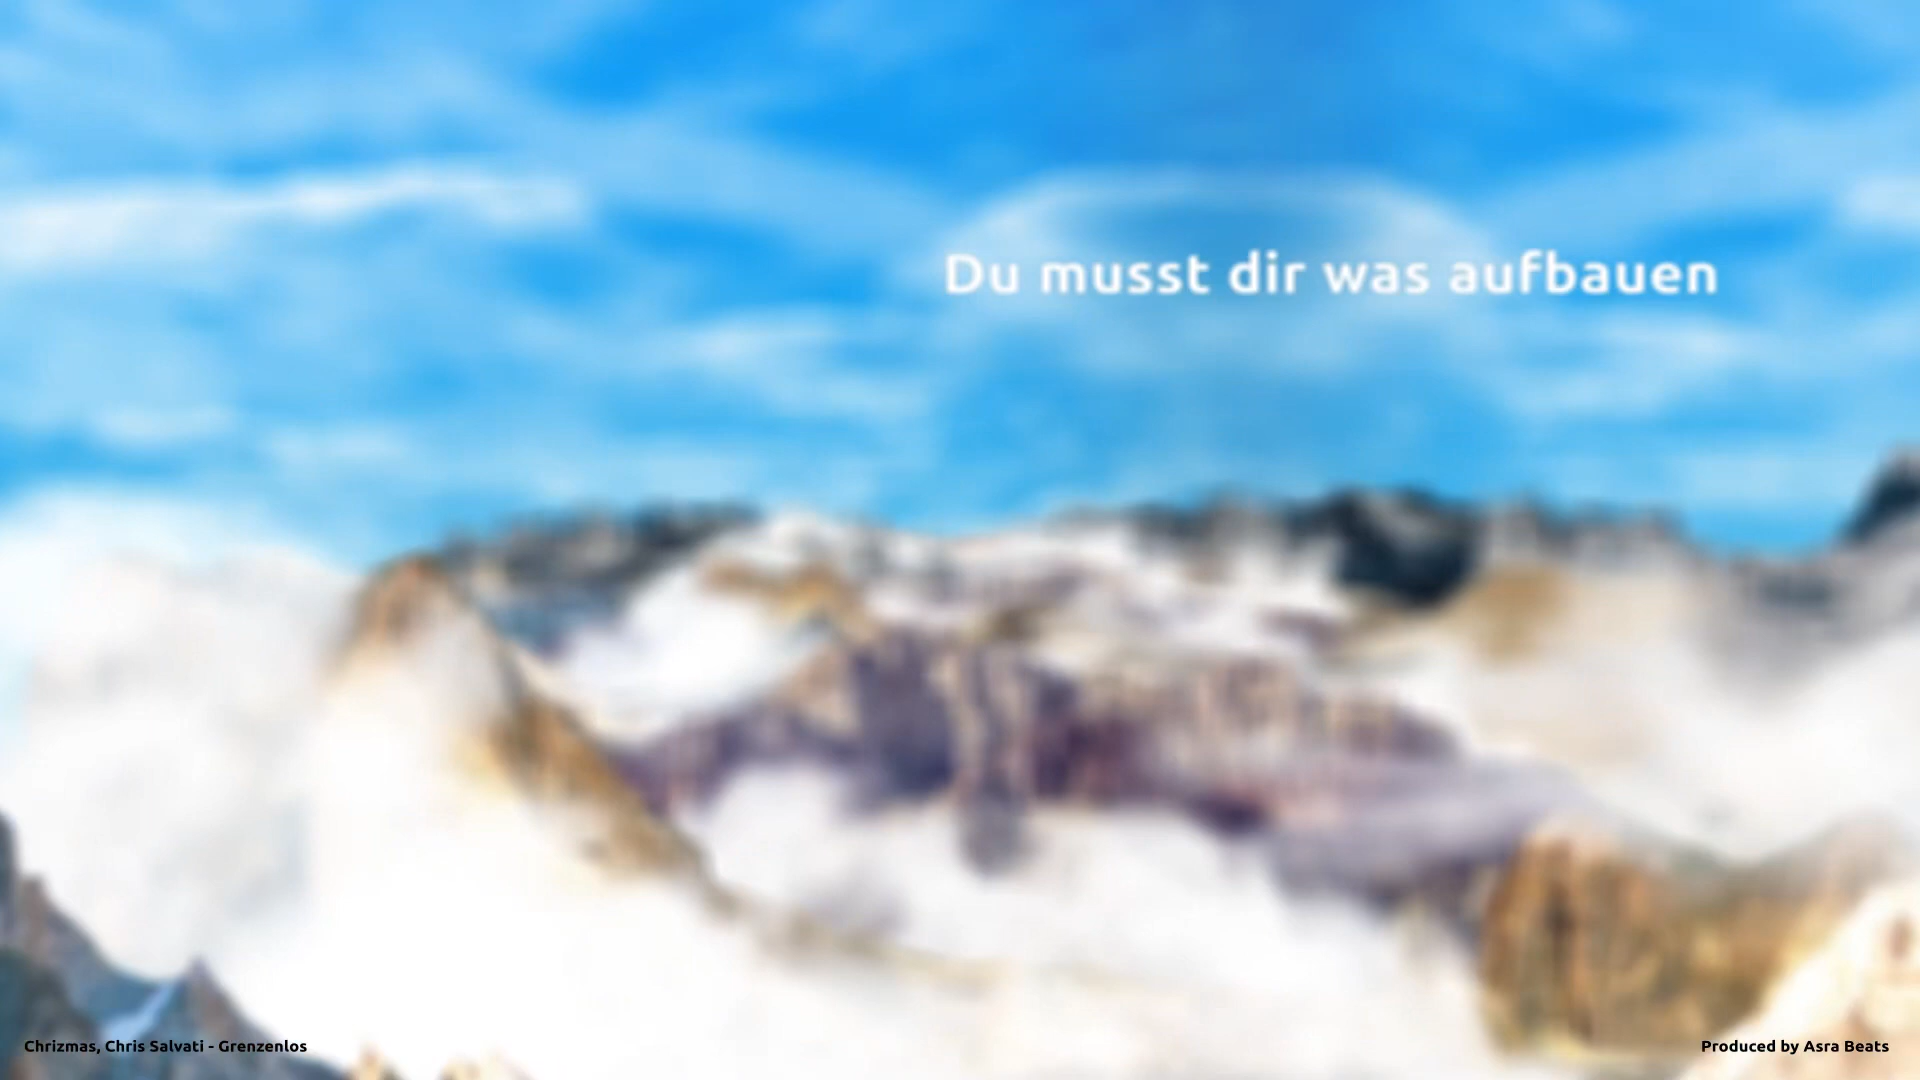 Du musst dir was aufbauen
Chrizmas, Chris Salvati - Grenzenlos
Produced by Asra Beats